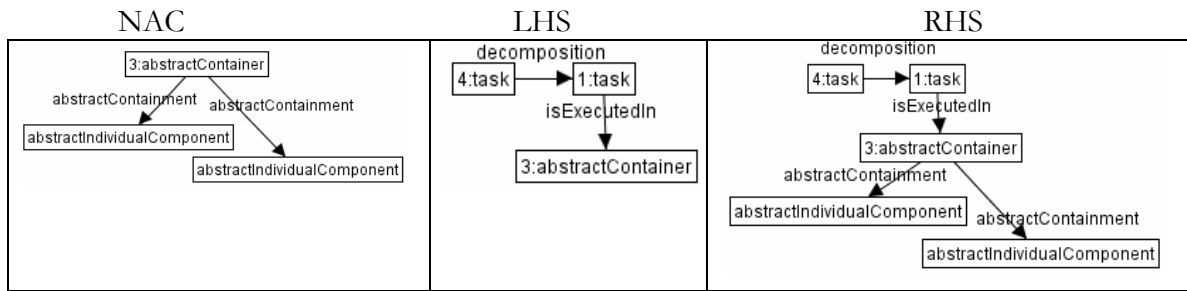 NAC LHS RHS
3:abstractContainer
abstractContainment
abstractContainment
abstractIndividualComponent
abstractIndividualComponent
decomposition
4:task 1:task
isExecutedIn
3:abstractContainer
decomposition
4:task 1:task
isExecutedIn
3:abstractContainer
abstractContainment
abstractIndividualComponent
abstractContainment
abstractIndividualComponent